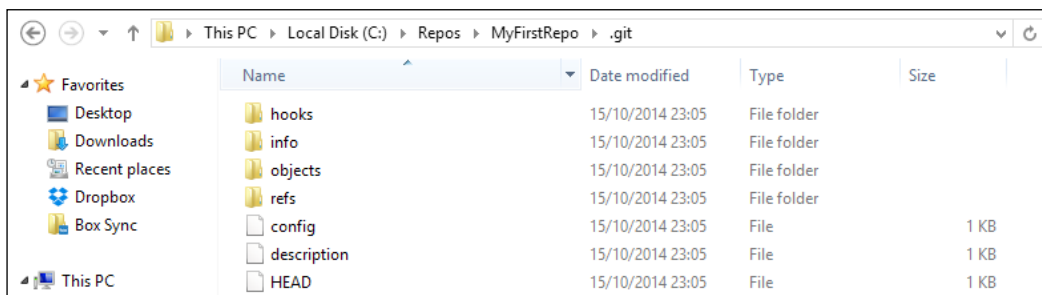 This PC Local Disk (C:) Repos MyFirstRepo .git
Name Date modified Type Size
Favorites
Desktop hooks 15/10/2014 23:05 File folder
Downloads info 15/10/2014 23:05 File folder
Recent places objects 15/10/2014 23:05 File folder
Dropbox refs 15/10/2014 23:05 File folder
Box Sync config 15/10/2014 23:05 File 1 KB
description 15/10/2014 23:05 File 1 KB
This PC HEAD 15/10/2014 23:05 File 1 KB